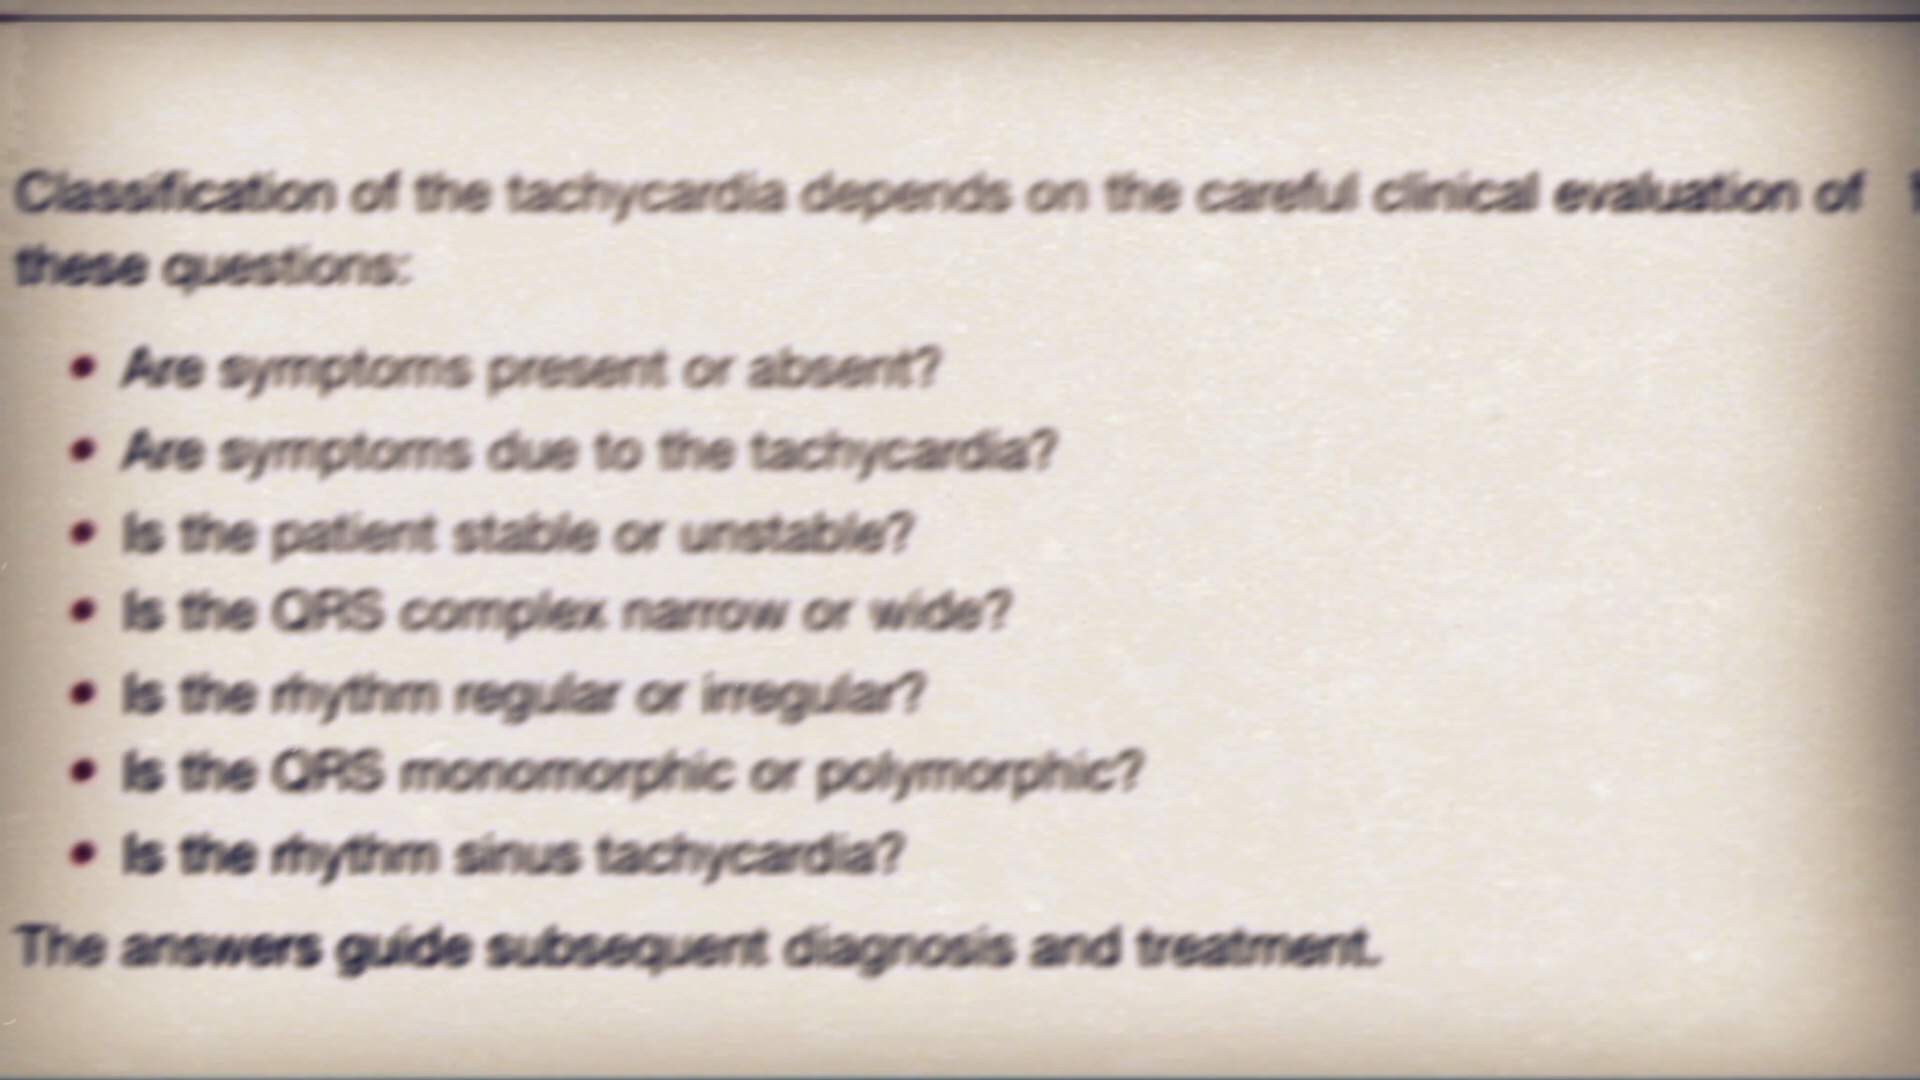 Classification of the tachycardia depends on the careful clinical evaluation of
these questions:
• Are symptoms present or absent?
• Are symptoms due to the tachycardia?
• Is the patient stable or unstable?
• Is the QRS complex narrow or wide?
• Is the rhythm regular or irregular?
• Is the QRS monomorphic or polymorphic?
• Is the rhythm sinus tachycardia?
The answers guide subsequent diagnosis and treatment.